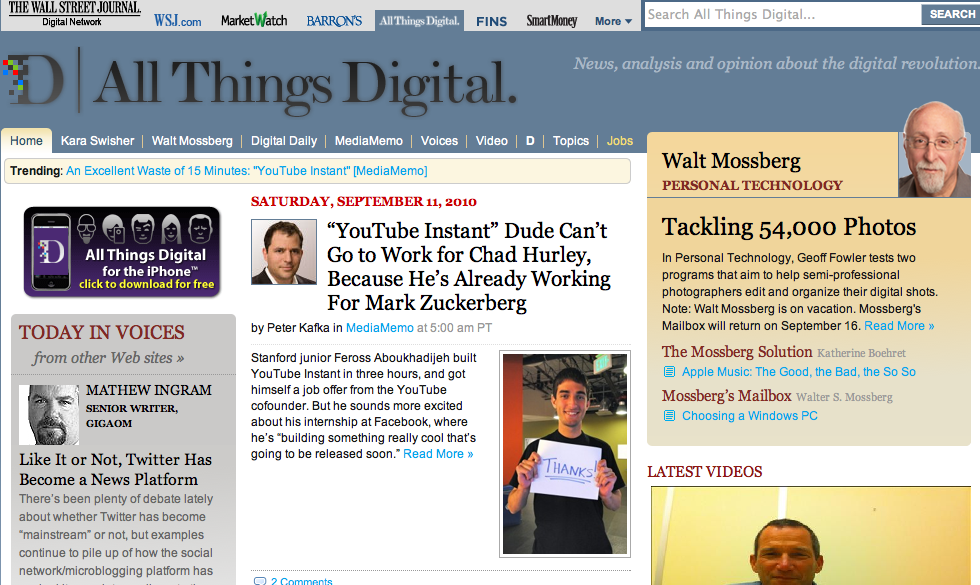 THE WALL STREET JOURNAL.
Digital Network
WSJ.com
MarketWatch
BARRON'S
All Things Digital.
FINS
SmartMoney
More
Search All Things Digital...
SEARCH
D All Things Digital.
News, analysis and opinion about the digital revolution.
Home
Kara Swisher
Walt Mossberg
Digital Daily
MediaMemo
Voices
Video
D
Topics
Jobs
Trending: An Excellent Waste of 15 Minutes: "YouTube Instant" [MediaMemo]
D
All Things Digital
for the iPhone™
click to download for free
TODAY IN VOICES
from other Web sites »
MATHEW INGRAM
SENIOR WRITER,
GIGAOM
Like It or Not, Twitter Has
Become a News Platform
There's been plenty of debate lately
about whether Twitter has become
"mainstream" or not, but examples
continue to pile up of how the social
network/microblogging platform has
SATURDAY, SEPTEMBER 11, 2010
“YouTube Instant” Dude Can’t
Go to Work for Chad Hurley,
Because He’s Already Working
For Mark Zuckerberg
by Peter Kafka in MediaMemo at 5:00 am PT
Stanford junior Feross Aboukhadijeh built
YouTube Instant in three hours, and got
himself a job offer from the YouTube
cofounder. But he sounds more excited
about his internship at Facebook, where
he’s “building something really cool that’s
going to be released soon.” Read More »
THANKS!
2 Comments
Walt Mossberg
PERSONAL TECHNOLOGY
Tackling 54,000 Photos
In Personal Technology, Geoff Fowler tests two
programs that aim to help semi-professional
photographers edit and organize their digital shots.
Note: Walt Mossberg is on vacation. Mossberg's
Mailbox will return on September 16. Read More »
The Mossberg Solution Katherine Boehret
Apple Music: The Good, the Bad, the So So
Mossberg's Mailbox Walter S. Mossberg
Choosing a Windows PC
LATEST VIDEOS